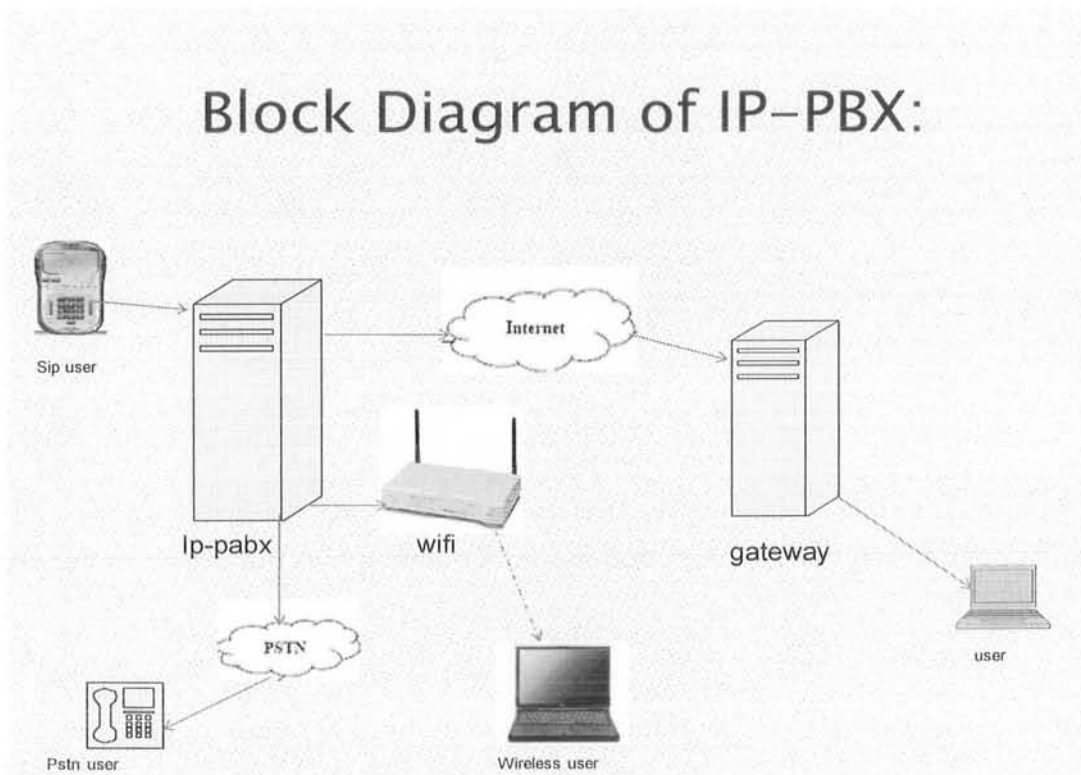 Block Diagram of IP-PBX:
Sip user
Internet
Ip-pabx
wifi
gateway
PSTN
user
Pstn user
Wireless user